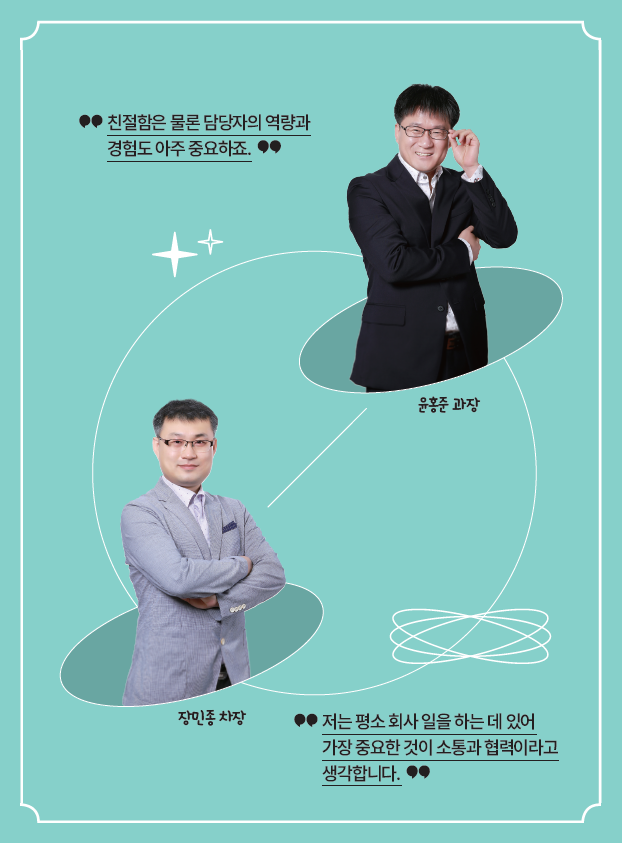 ❞ 친절함은 물론 담당자의 역량과
경험도 아주 중요하죠. ❞
윤홍준 과장
장민종 차장
❞ 저는 평소 회사 일을 하는 데 있어
가장 중요한 것이 소통과 협력이라고
생각합니다. ❞